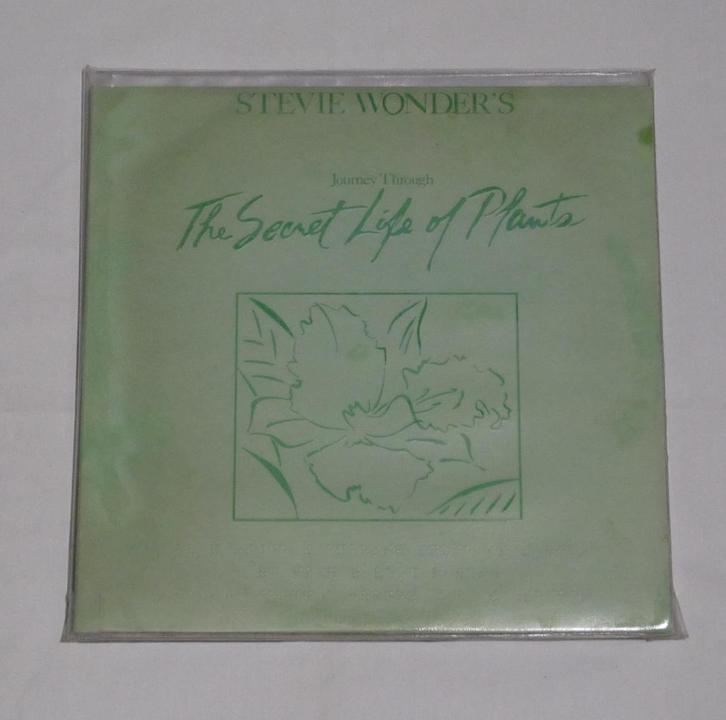 STEVIE WONDER'S
Journey Through
The Secret Life of Plants